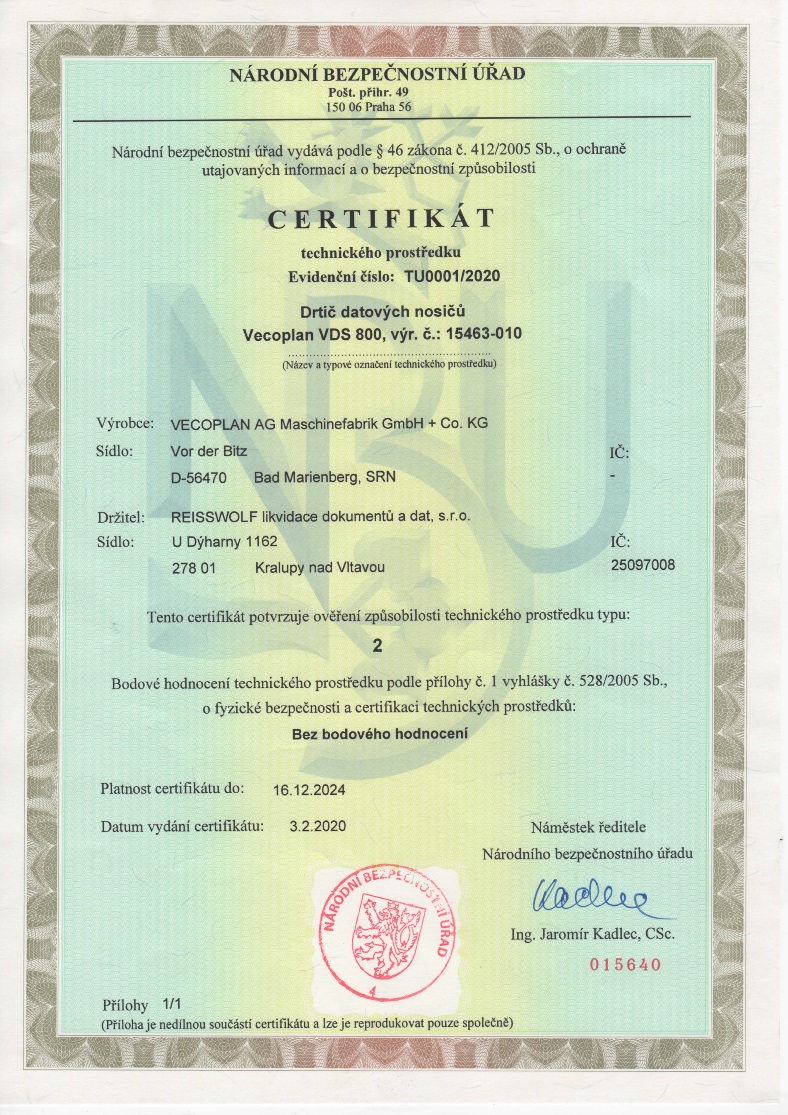 NÁRODNÍ BEZPEČNOSTNÍ ÚŘAD
Pošt. přihr. 49
150 06 Praha 56
Národní bezpečnostní úřad vydává podle § 46 zákona č. 412/2005 Sb., o ochraně
utajovaných informací a o bezpečnostní způsobilosti
CERTIFIKÁT
technického prostředku
Evidenční číslo: TU0001/2020
Drtič datových nosičů
Vecoplan VDS 800, výr. č.: 15463-010
(Název a typové označení technického prostředku)
Výrobce: VECOPLAN AG Maschinefabrik GmbH + Co. KG
Sídlo: Vor der Bitz IČ:
D-56470 Bad Marienberg, SRN -
Držitel: REISSWOLF likvidace dokumentů a dat, s.r.o.
Sídlo: U Dýharny 1162 IČ:
278 01 Kralupy nad Vltavou 25097008
Tento certifikát potvrzuje ověření způsobilosti technického prostředku typu:
2
Bodové hodnocení technického prostředku podle přílohy č. 1 vyhlášky č. 528/2005 Sb.,
o fyzické bezpečnosti a certifikaci technických prostředků:
Bez bodového hodnocení
Platnost certifikátu do: 16.12.2024
Datum vydání certifikátu: 3.2.2020
Náměstek ředitele
Národního bezpečnostního úřadu
Kadlec
Ing. Jaromír Kadlec, CSc.
015640
NÁRODNÍ BEZPEČNOSTNÍ ÚŘAD
4
Přílohy 1/1
(Příloha je nedílnou součástí certifikátu a lze je reprodukovat pouze společně)
NBÚ